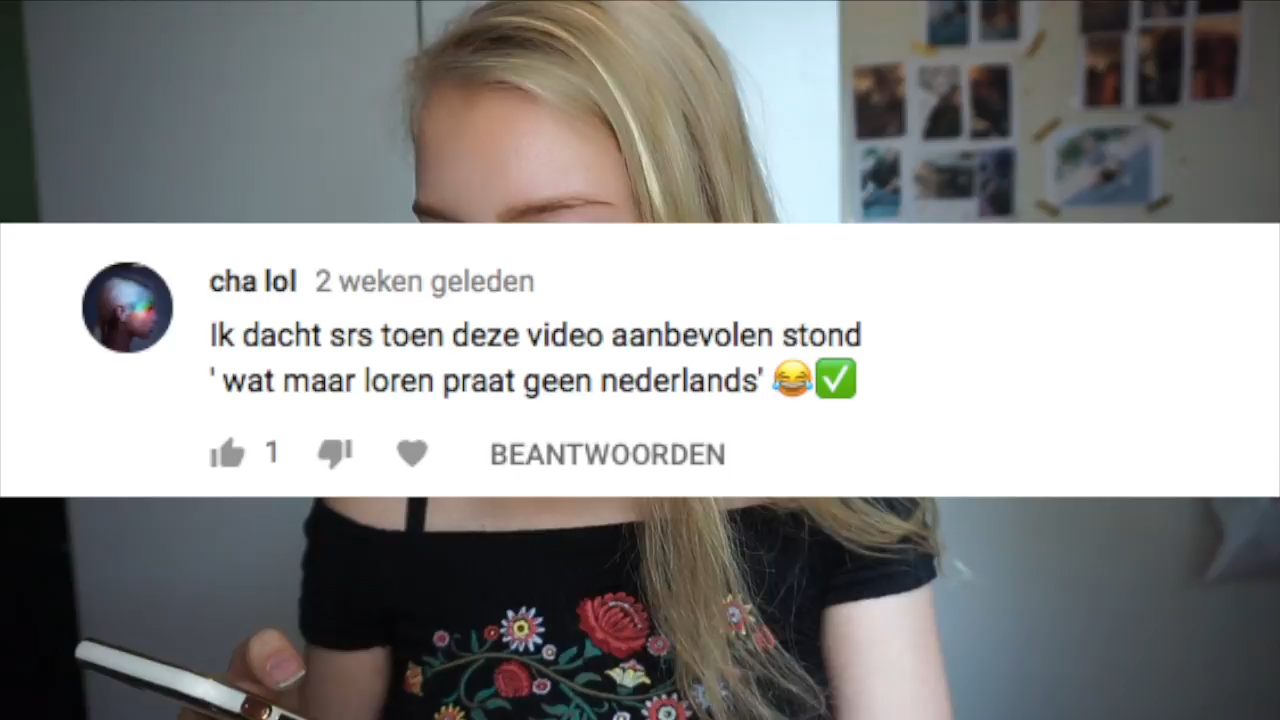 cha lol 2 weken geleden
Ik dacht srs toen deze video aanbevolen stond
' wat maar loren praat geen nederlands' 😂✅
1 BEANTWOORDEN